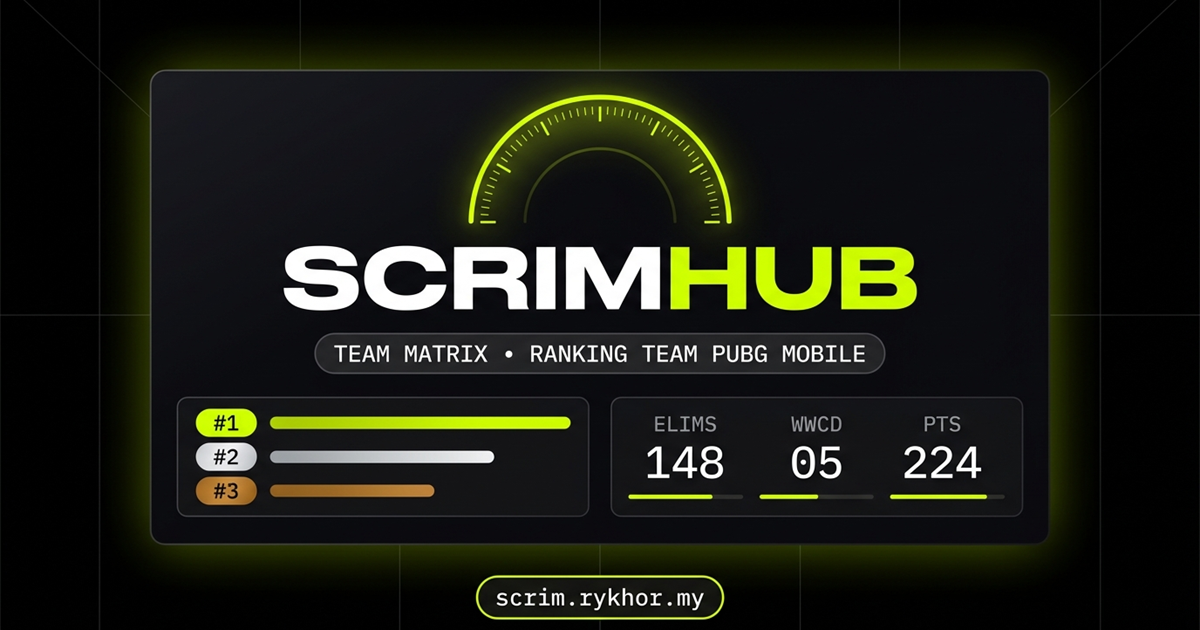 SCRIMHUB
TEAM MATRIX • RANKING TEAM PUBG MOBILE
#1
#2
#3
ELIMS WWCD PTS
148 05 224
scrim.rykhor.my